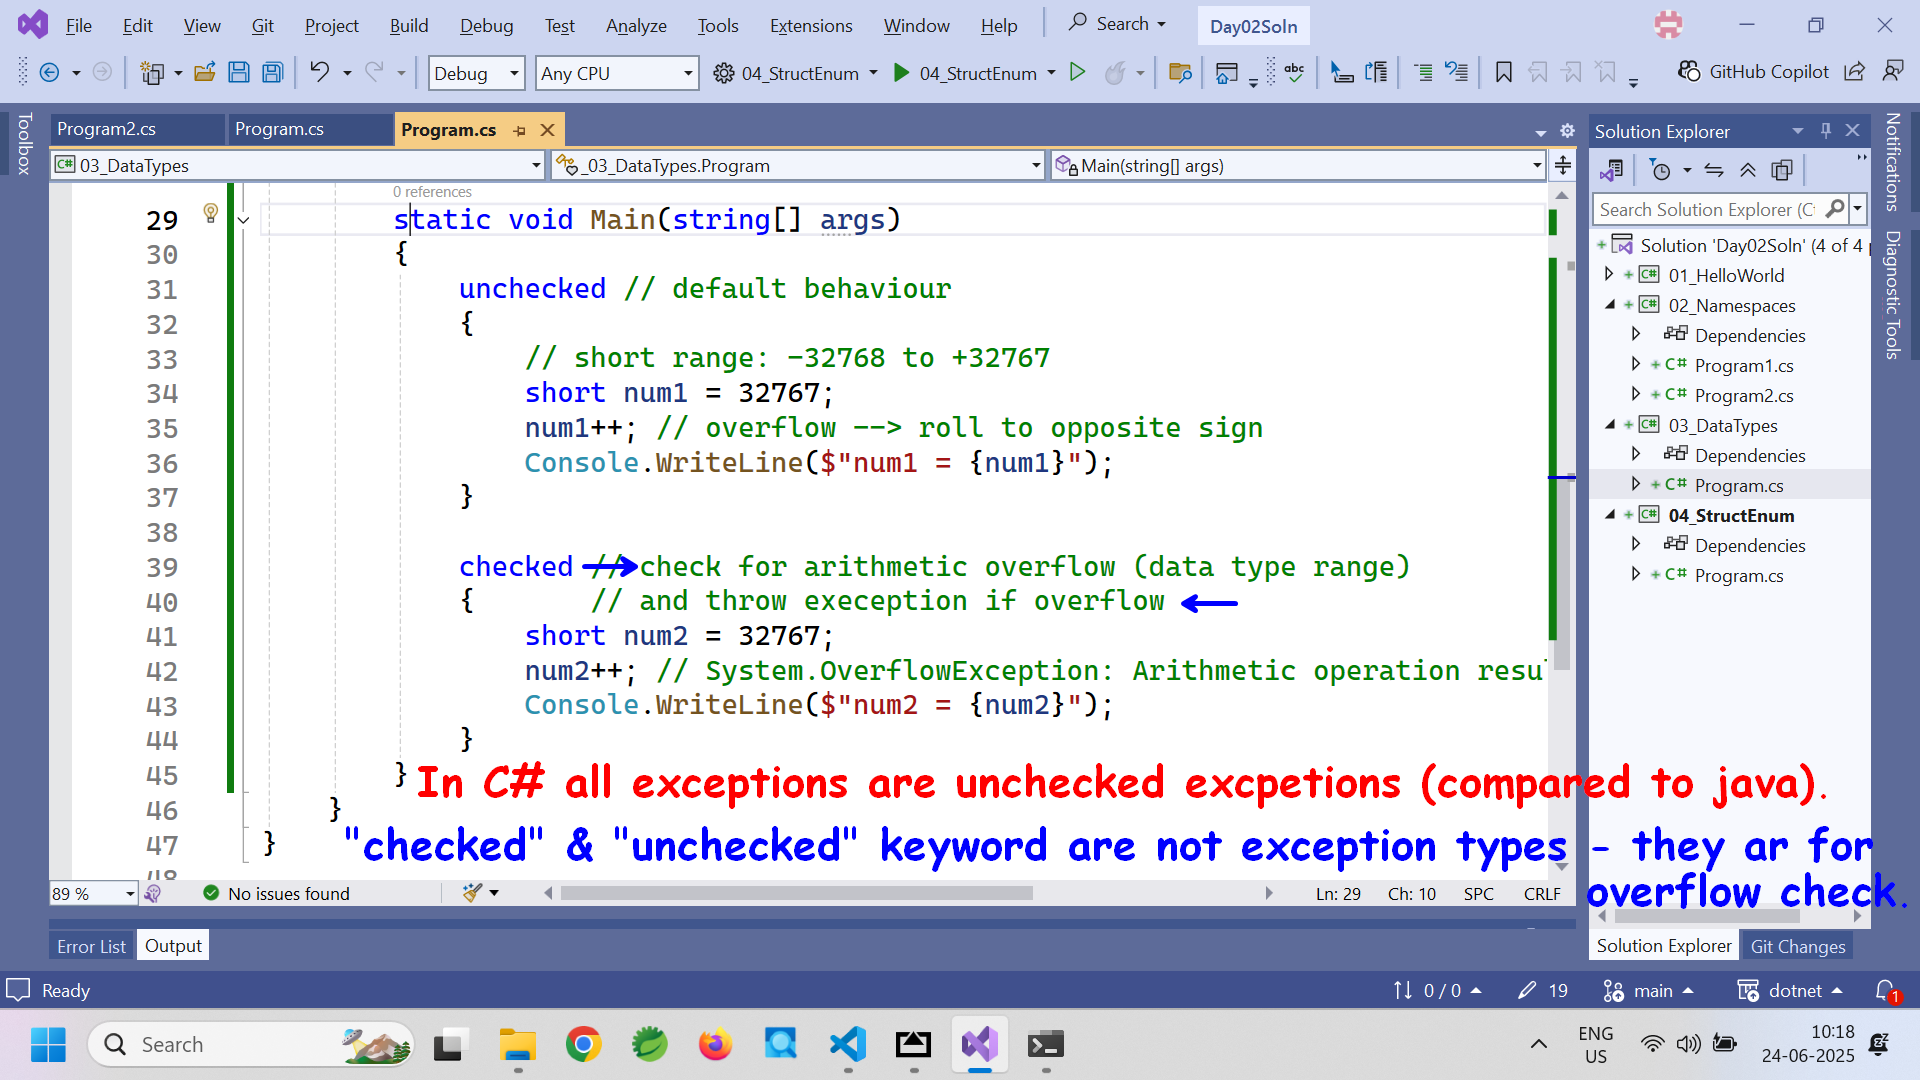 File Edit View Git Project Build Debug Test Analyze Tools Extensions Window Help Search Day02Soln
Debug Any CPU 04_StructEnum 04_StructEnum GitHub Copilot
Toolbox
Program2.cs Program.cs Program.cs
03_DataTypes _03_DataTypes.Program Main(string[] args)
0 references
29 static void Main(string[] args)
30 {
31 unchecked // default behaviour
32 {
33 // short range: -32768 to +32767
34 short num1 = 32767;
35 num1++; // overflow --> roll to opposite sign
36 Console.WriteLine($"num1 = {num1}");
37 }
38
39 checked // check for arithmetic overflow (data type range)
40 { // and throw exeception if overflow
41 short num2 = 32767;
42 num2++; // System.OverflowException: Arithmetic operation resu
43 Console.WriteLine($"num2 = {num2}");
44 }
45 }
46 }
47 }
48
In C# all exceptions are unchecked excpetions (compared to java).
"checked" & "unchecked" keyword are not exception types - they ar for
overflow check.
89 % No issues found Ln: 29 Ch: 10 SPC CRLF
Error List Output
Solution Explorer
Search Solution Explorer (Ct
Solution 'Day02Soln' (4 of 4 p
C# 01_HelloWorld
C# 02_Namespaces
Dependencies
C# Program1.cs
C# Program2.cs
C# 03_DataTypes
Dependencies
C# Program.cs
C# 04_StructEnum
Dependencies
C# Program.cs
Solution Explorer Git Changes
Notifications
Diagnostic Tools
Ready 0 / 0 19 main dotnet 1
Search
ENG
US
10:18
24-06-2025